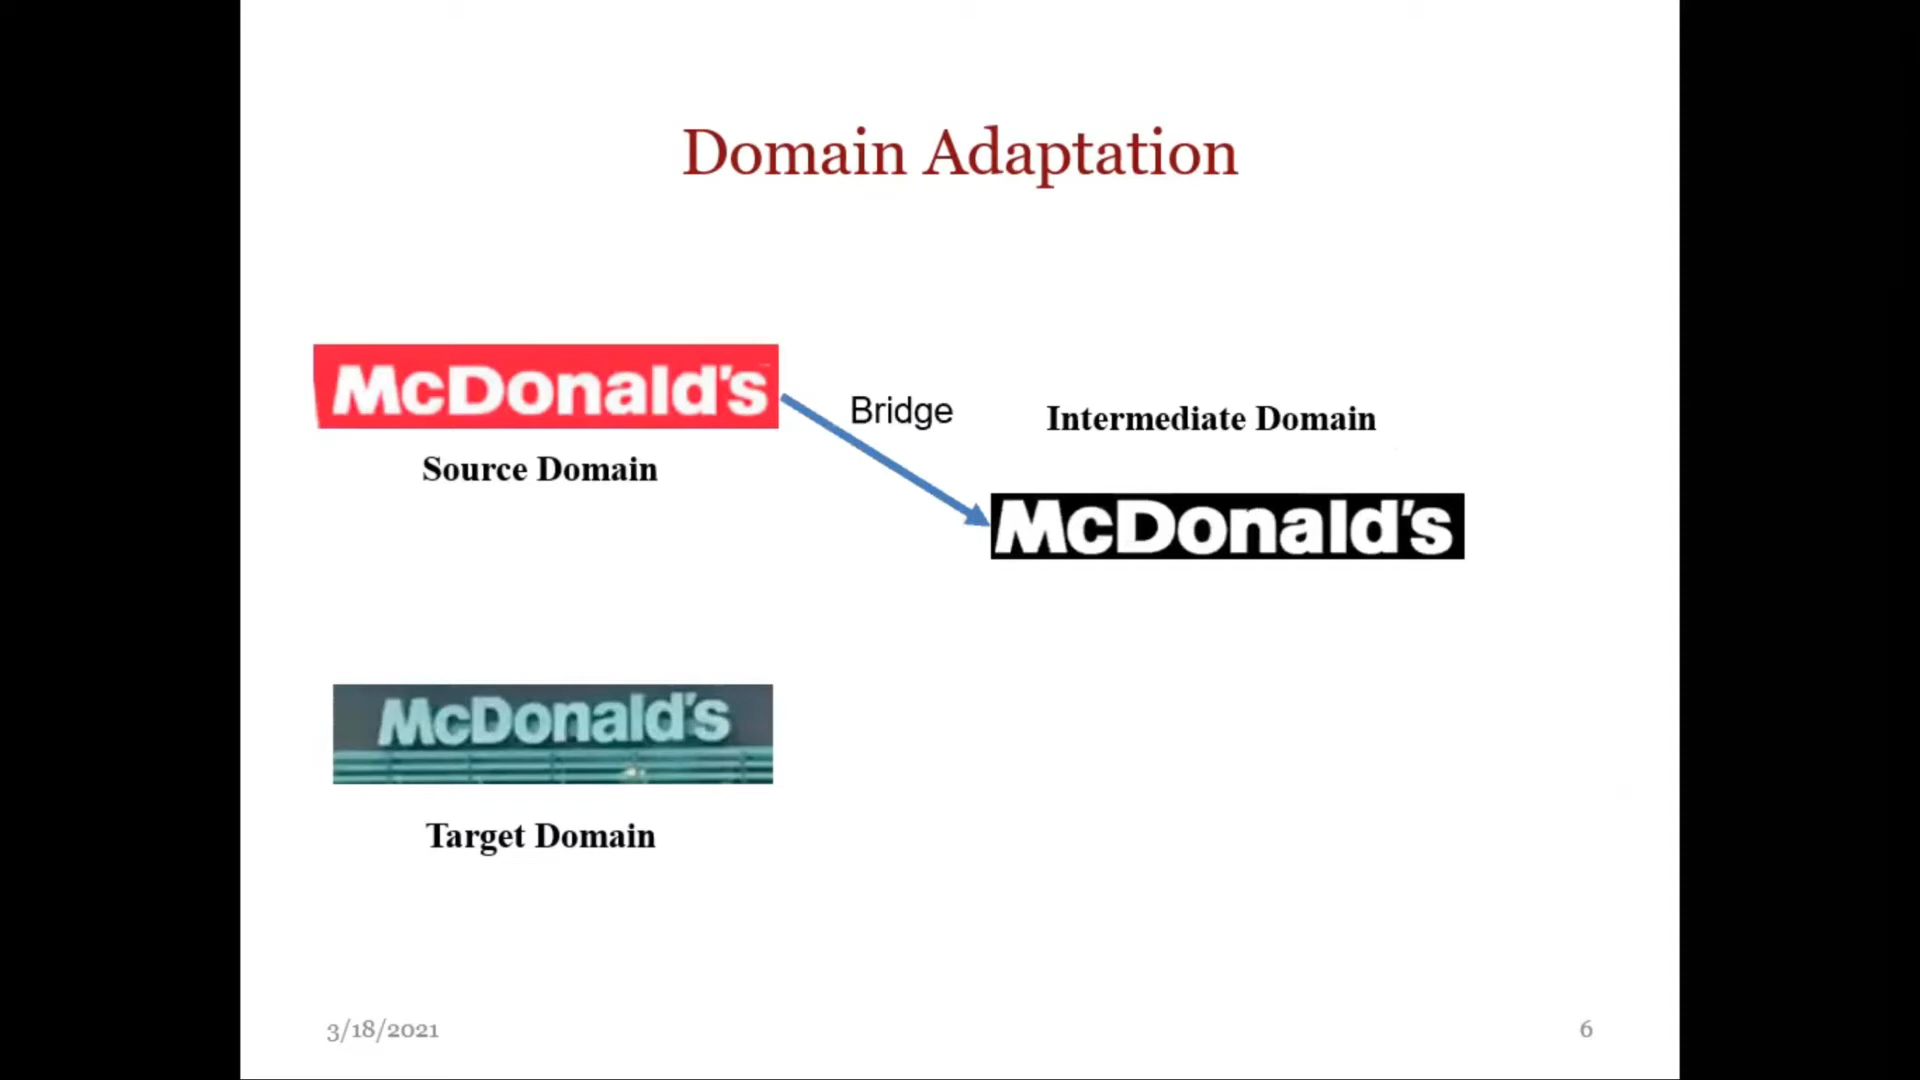 Domain Adaptation
McDonald's
Source Domain
Bridge
Intermediate Domain
McDonald's
McDonald's
Target Domain
3/18/2021
6